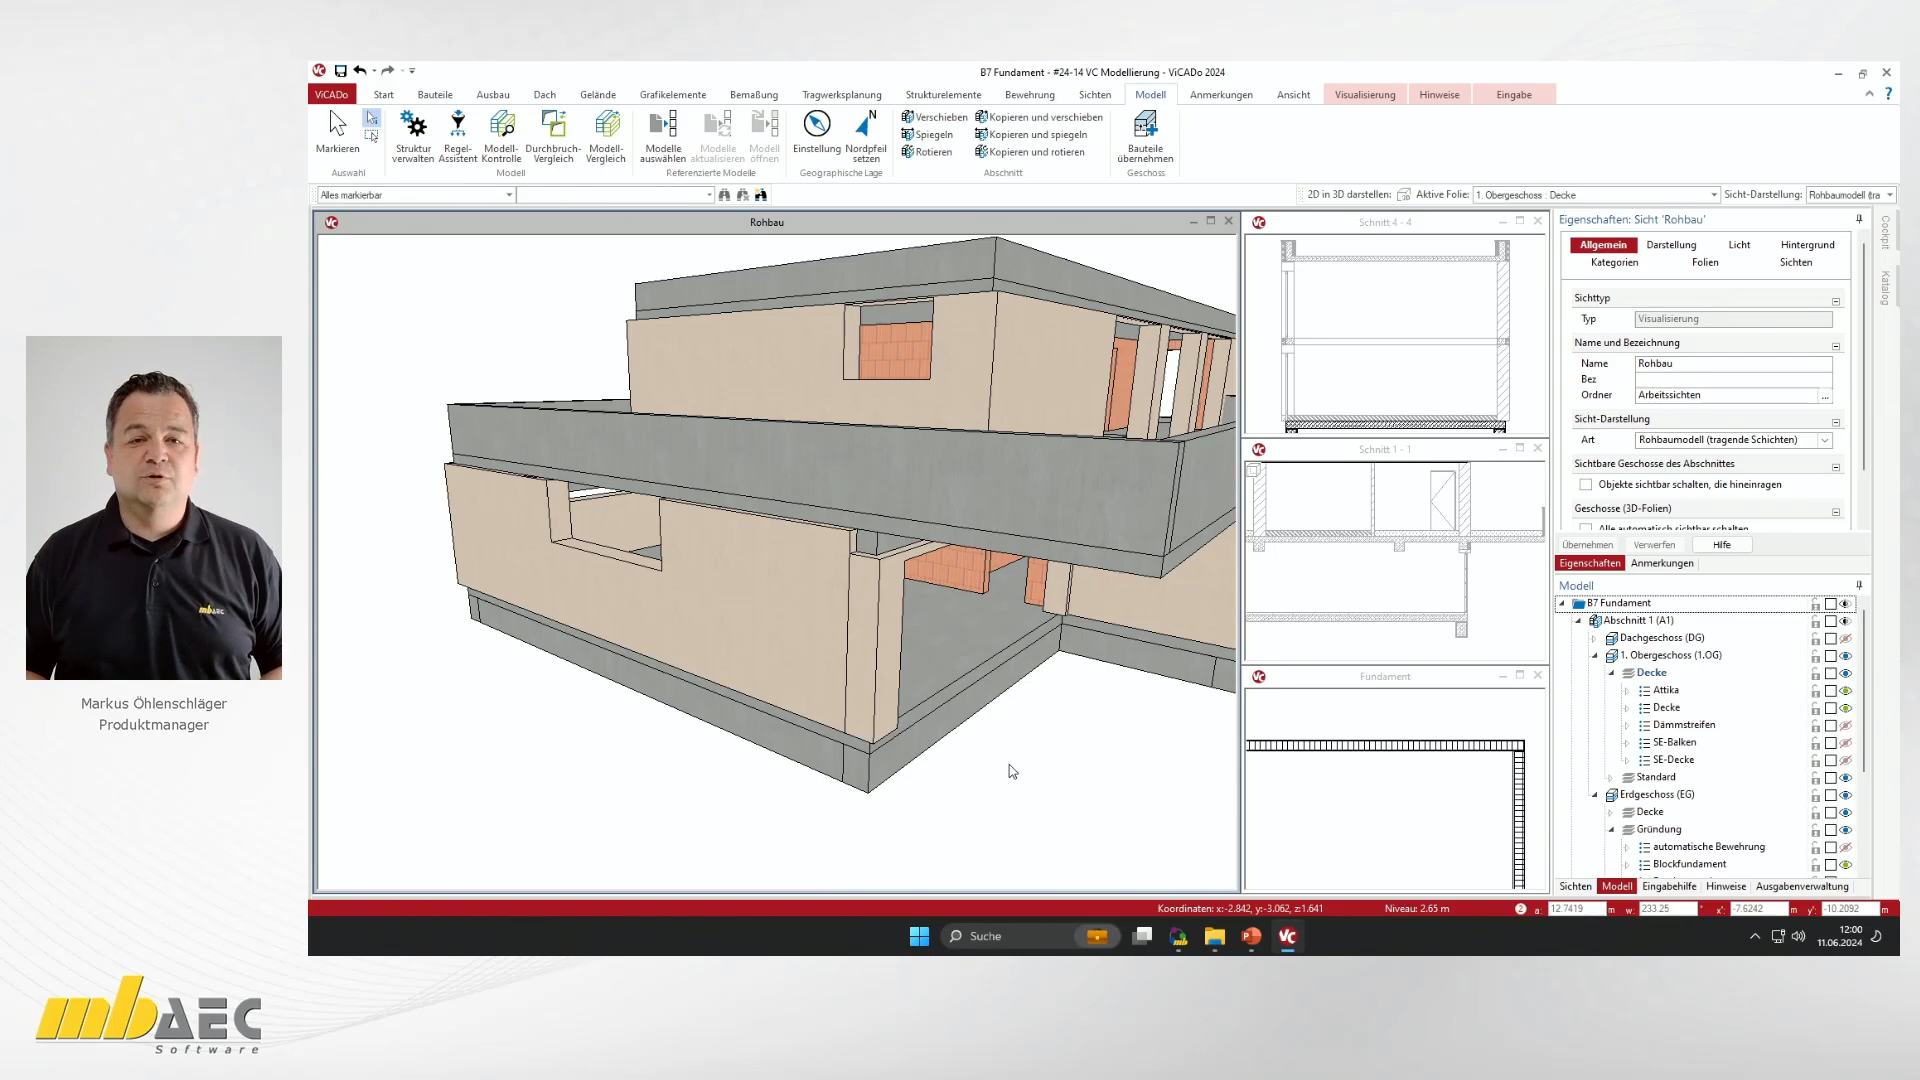 B7 Fundament - #24-14 VC Modellierung - ViCADo 2024
ViCADo Start Bauteile Ausbau Dach Gelände Grafikelemente Bemaßung Tragwerksplanung Strukturelemente Bewehrung Sichten Modell Anmerkungen Ansicht Visualisierung Hinweise Eingabe
Markieren
Auswahl
Struktur verwalten
Regel-Assistent
Modell-Kontrolle
Durchbruch-Vergleich
Modell-Vergleich
Modell
Modelle auswählen
Modelle aktualisieren
Modell öffnen
Referenzierte Modelle
Einstellung
Nordpfeil setzen
Geographische Lage
Verschieben
Spiegeln
Rotieren
Kopieren und verschieben
Kopieren und spiegeln
Kopieren und rotieren
Abschnitt
Bauteile übernehmen
Geschoss
Alles markierbar
2D in 3D darstellen: Aktive Folie: 1. Obergeschoss : Decke Sicht-Darstellung: Rohbaumodell (tra
Rohbau
Schnitt 4 - 4
Schnitt 1 - 1
Fundament
Eigenschaften: Sicht 'Rohbau'
Allgemein Darstellung Licht Hintergrund
Kategorien Folien Sichten
Sichttyp
Typ Visualisierung
Name und Bezeichnung
Name Rohbau
Bez
Ordner Arbeitssichten ...
Sicht-Darstellung
Art Rohbaumodell (tragende Schichten)
Sichtbare Geschosse des Abschnittes
Objekte sichtbar schalten, die hineinragen
Geschosse (3D-Folien)
Alle automatisch sichtbar schalten
Übernehmen Verwerfen Hilfe
Eigenschaften Anmerkungen
Cockpit
Katalog
Modell
B7 Fundament
Abschnitt 1 (A1)
Dachgeschoss (DG)
1. Obergeschoss (1.OG)
Decke
Attika
Decke
Dämmstreifen
SE-Balken
SE-Decke
Standard
Erdgeschoss (EG)
Decke
Gründung
automatische Bewehrung
Blockfundament
Sichten Modell Eingabehilfe Hinweise Ausgabenverwaltung
Koordinaten: x:-2.842, y:-3.062, z:1.641 Niveau: 2.65 m 2 a: 12.7419 m w: 233.25 ° x': -7.6242 m y': -10.2092 m
Suche
12:00
11.06.2024
Markus Öhlenschläger
Produktmanager
mbAEC
mbAEC
Software